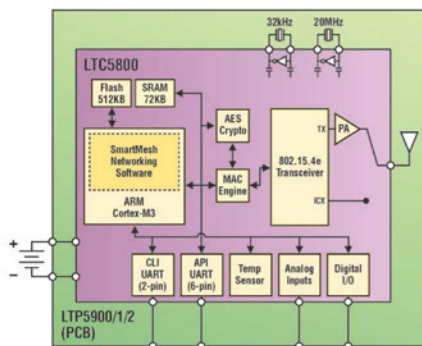 32kHz
20MHz
LTC5800
Flash
512KB
SRAM
72KB
AES
Crypto
SmartMesh
Networking
Software
ARM
Cortex-M3
MAC
Engine
802.15.4e
Transceiver
TX
PA
ICX
+
–
CLI
UART
(2-pin)
API
UART
(6-pin)
Temp
Sensor
Analog
Inputs
Digital
I/O
LTP5900/1/2
(PCB)